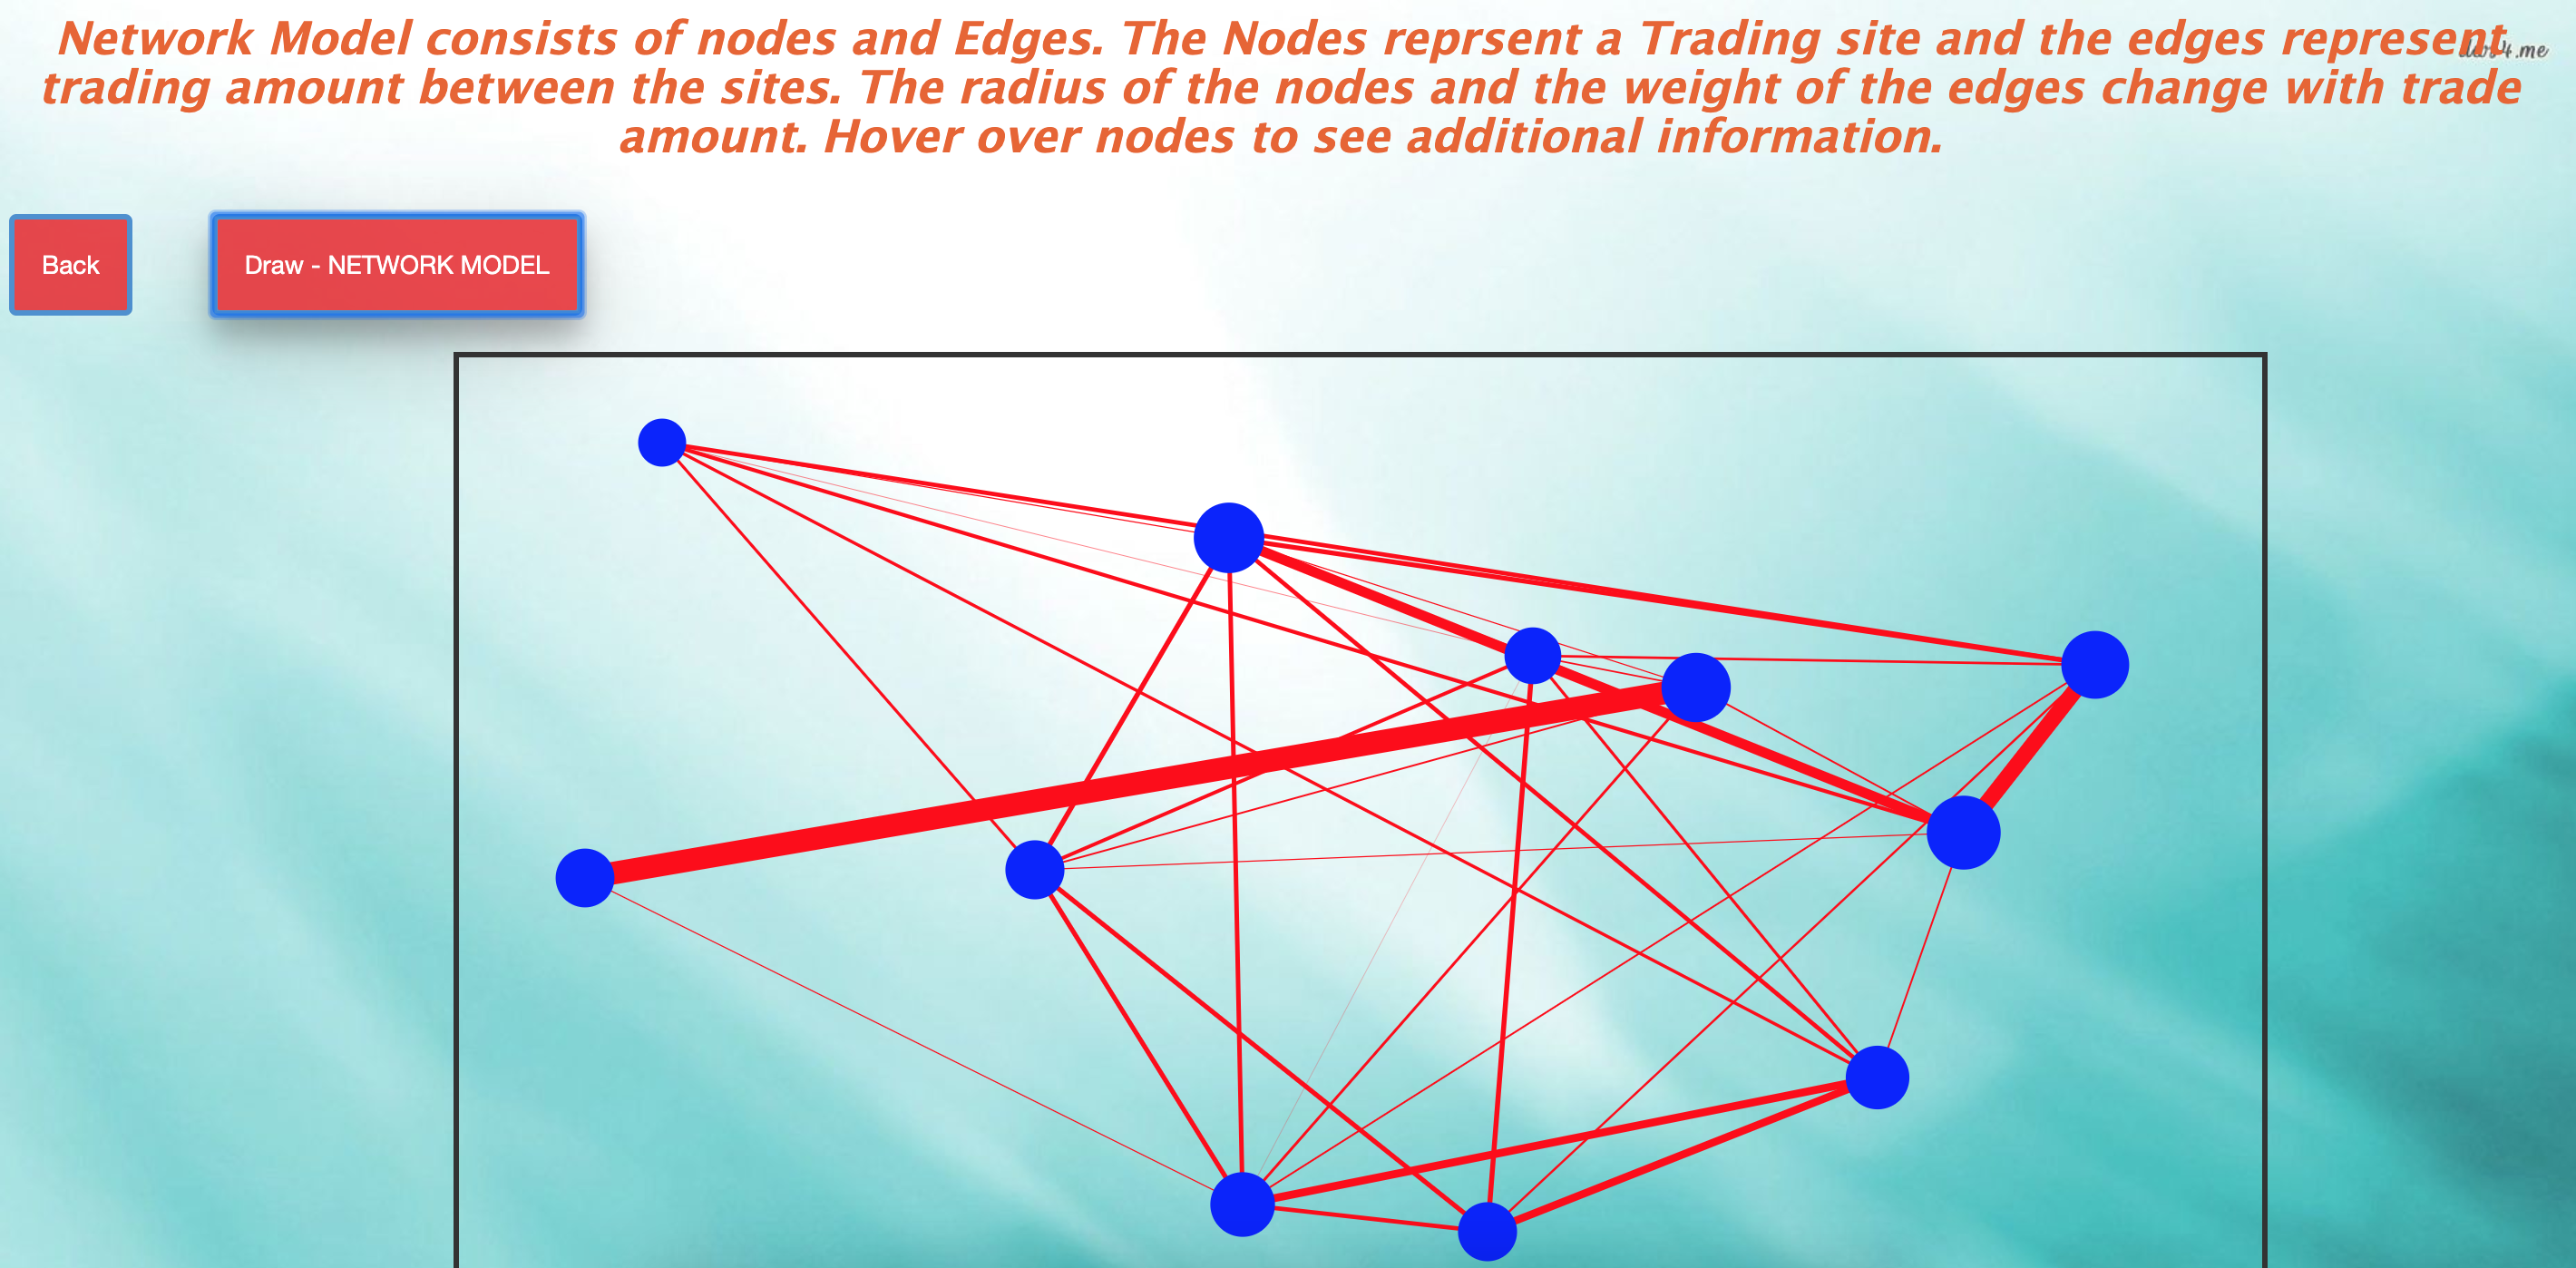 Network Model consists of nodes and Edges. The Nodes reprsent a Trading site and the edges represent
trading amount between the sites. The radius of the nodes and the weight of the edges change with trade
amount. Hover over nodes to see additional information.
Back
Draw - NETWORK MODEL